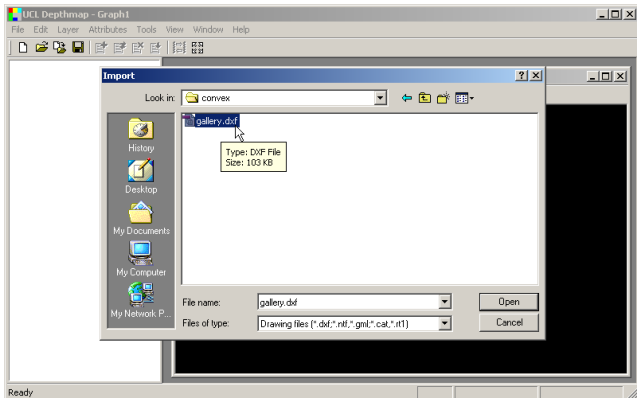 UCL Depthmap - Graph1
File Edit Layer Attributes Tools View Window Help
Import
Look in: convex
gallery.dxf
Type: DXF File
Size: 103 KB
History
Desktop
My Documents
My Computer
My Network P...
File name: gallery.dxf Open
Files of type: Drawing files (*.dxf;*.ntf,*.gml;*.cat,*.rt1) Cancel
Ready